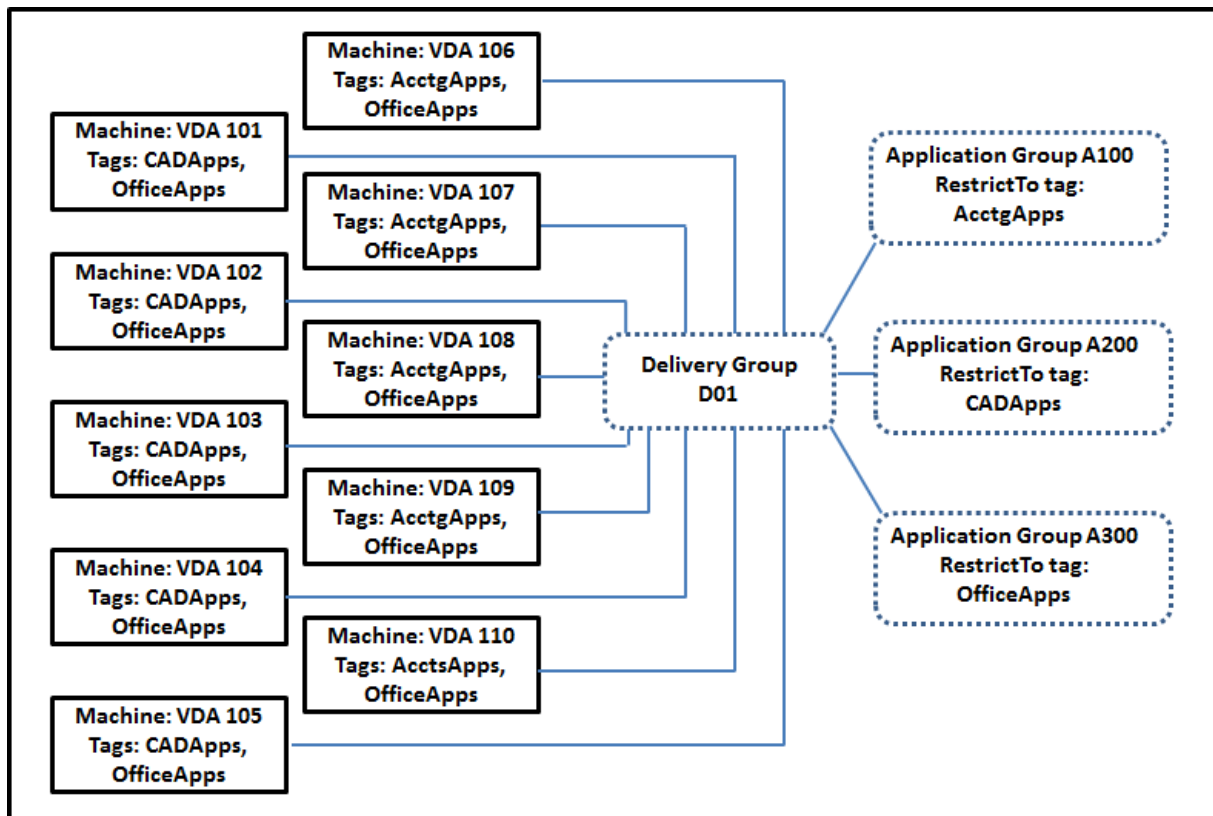 Machine: VDA 106
Tags: AcctgApps,
OfficeApps
Machine: VDA 101
Tags: CADApps,
OfficeApps
Machine: VDA 107
Tags: AcctgApps,
OfficeApps
Machine: VDA 102
Tags: CADApps,
OfficeApps
Machine: VDA 108
Tags: AcctgApps,
OfficeApps
Machine: VDA 103
Tags: CADApps,
OfficeApps
Machine: VDA 109
Tags: AcctgApps,
OfficeApps
Machine: VDA 104
Tags: CADApps,
OfficeApps
Machine: VDA 110
Tags: AcctsApps,
OfficeApps
Machine: VDA 105
Tags: CADApps,
OfficeApps
Delivery Group
D01
Application Group A100
RestrictTo tag:
AcctgApps
Application Group A200
RestrictTo tag:
CADApps
Application Group A300
RestrictTo tag:
OfficeApps